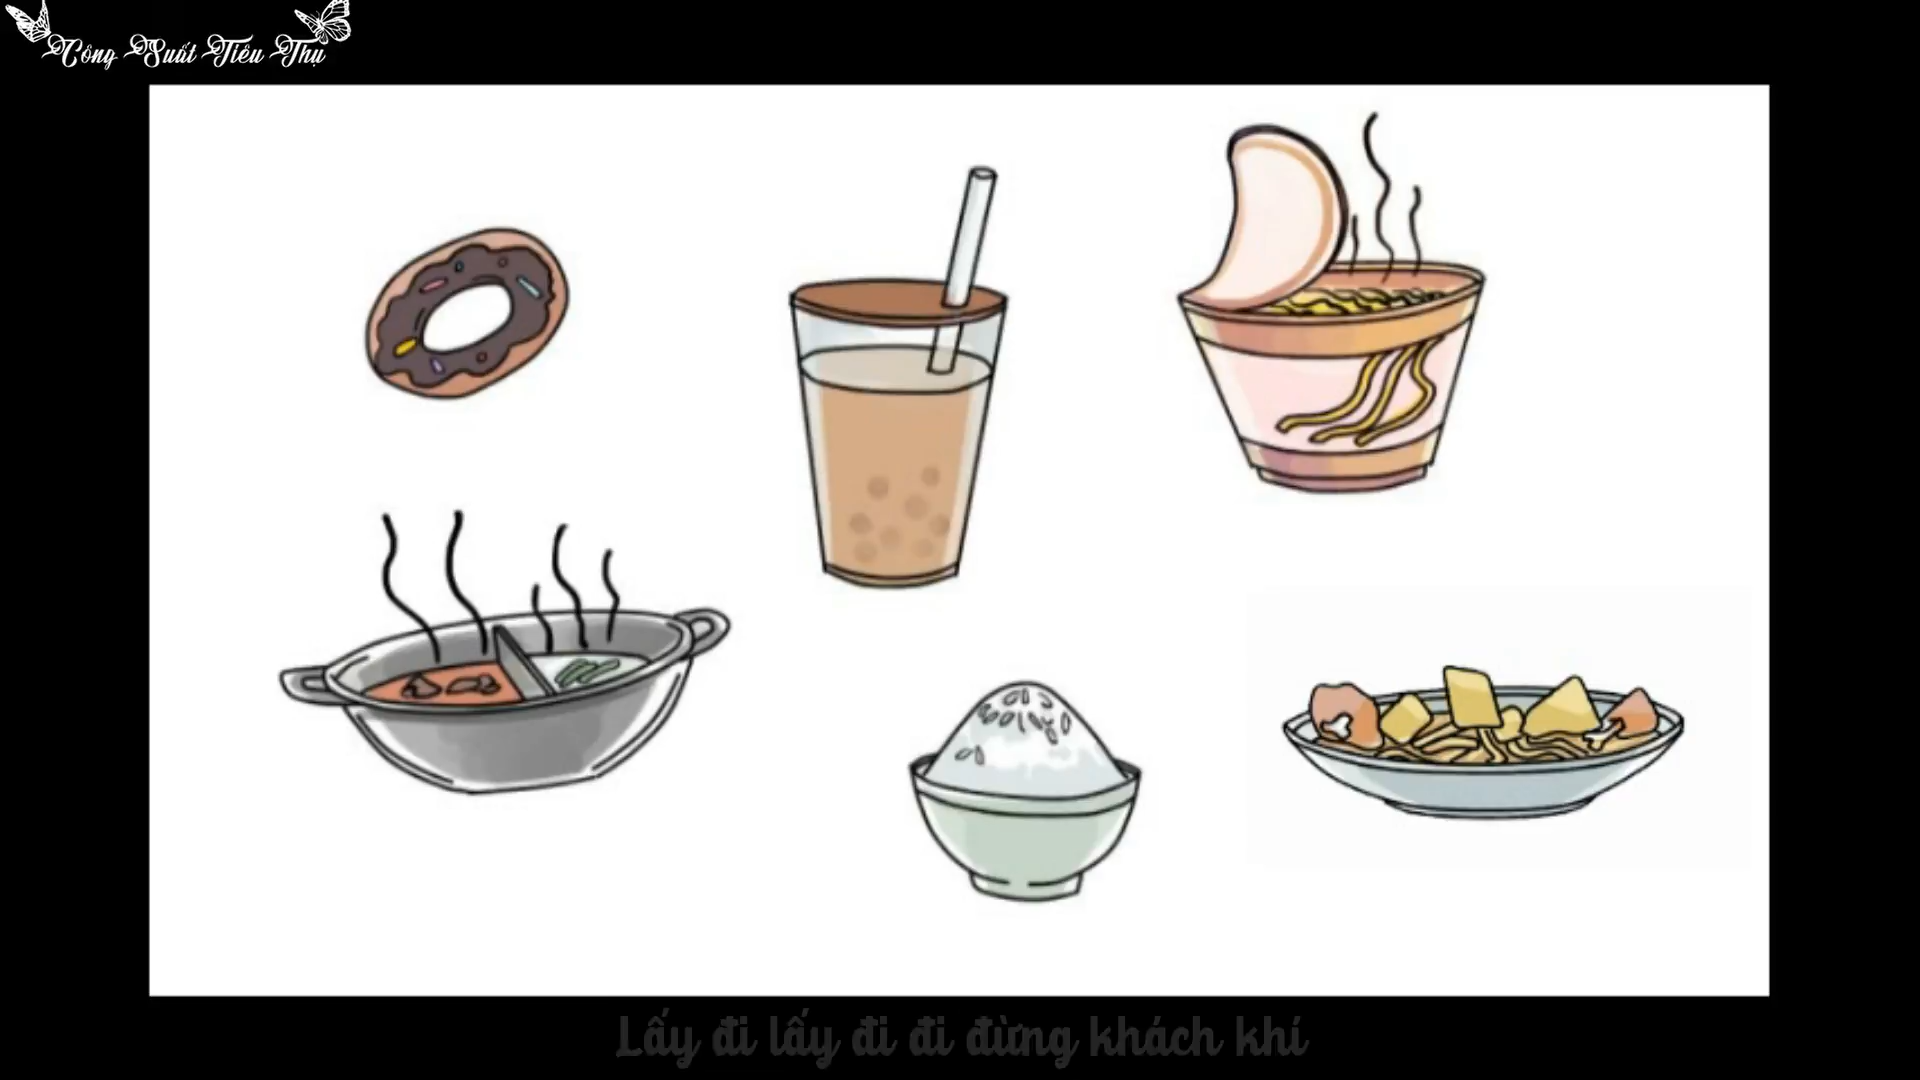 Công Suất Tiêu Thụ
Lấy đi lấy đi đi đừng khách khí